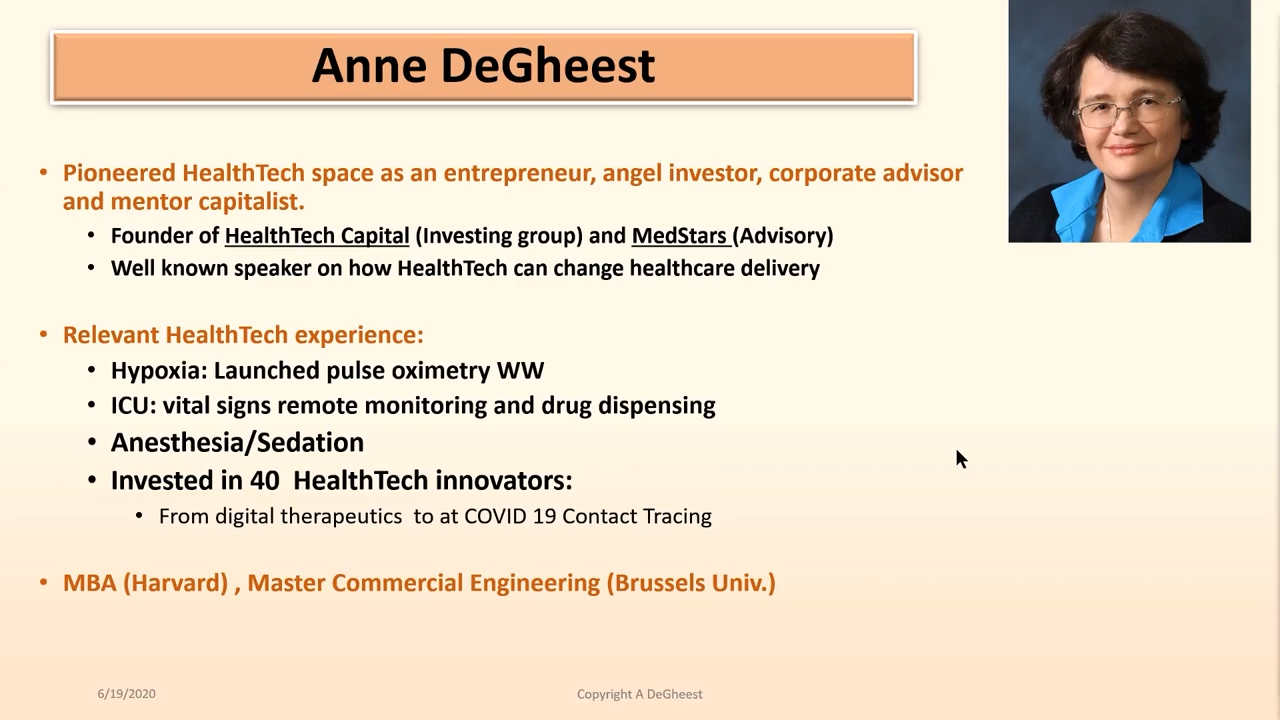 Anne DeGheest
• Pioneered HealthTech space as an entrepreneur, angel investor, corporate advisor
and mentor capitalist.
• Founder of HealthTech Capital (Investing group) and MedStars (Advisory)
• Well known speaker on how HealthTech can change healthcare delivery
• Relevant HealthTech experience:
• Hypoxia: Launched pulse oximetry WW
• ICU: vital signs remote monitoring and drug dispensing
• Anesthesia/Sedation
• Invested in 40  HealthTech innovators:
• From digital therapeutics  to at COVID 19 Contact Tracing
• MBA (Harvard) , Master Commercial Engineering (Brussels Univ.)
6/19/2020
Copyright A DeGheest